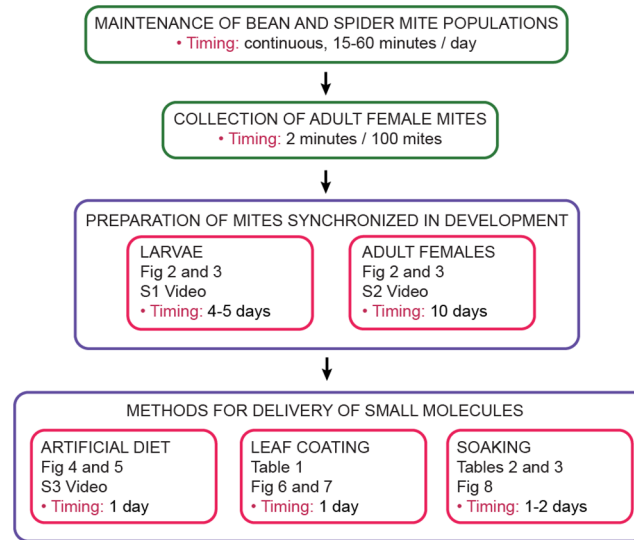 MAINTENANCE OF BEAN AND SPIDER MITE POPULATIONS
• Timing: continuous, 15-60 minutes / day
COLLECTION OF ADULT FEMALE MITES
• Timing: 2 minutes / 100 mites
PREPARATION OF MITES SYNCHRONIZED IN DEVELOPMENT
LARVAE
Fig 2 and 3
S1 Video
• Timing: 4-5 days
ADULT FEMALES
Fig 2 and 3
S2 Video
• Timing: 10 days
METHODS FOR DELIVERY OF SMALL MOLECULES
ARTIFICIAL DIET
Fig 4 and 5
S3 Video
• Timing: 1 day
LEAF COATING
Table 1
Fig 6 and 7
• Timing: 1 day
SOAKING
Tables 2 and 3
Fig 8
• Timing: 1-2 days